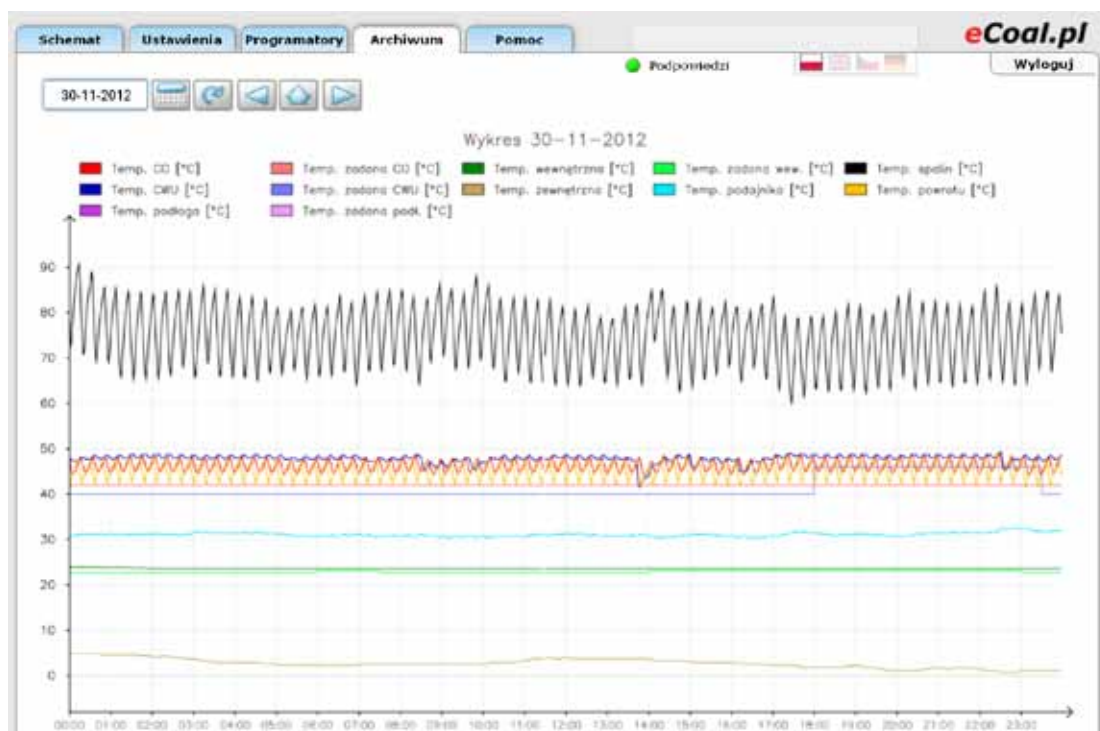 Schemat Ustawienia Programatory Archiwum Pomoc eCoal.pl
Podpowiedzi Wyloguj
30-11-2012
Wykres 30-11-2012
Temp. CO [°C] Temp. zadana CO [°C] Temp. wewnętrzna [°C] Temp. zadana wew. [°C] Temp. spalin [°C]
Temp. CWU [°C] Temp. zadana CWU [°C] Temp. zewnętrzna [°C] Temp. podajnika [°C] Temp. powrotu [°C]
Temp. podłoga [°C] Temp. zadana podł. [°C]
90
80
70
60
50
40
30
20
10
0
00:00 01:00 02:00 03:00 04:00 05:00 06:00 07:00 08:00 09:00 10:00 11:00 12:00 13:00 14:00 15:00 16:00 17:00 18:00 19:00 20:00 21:00 22:00 23:00